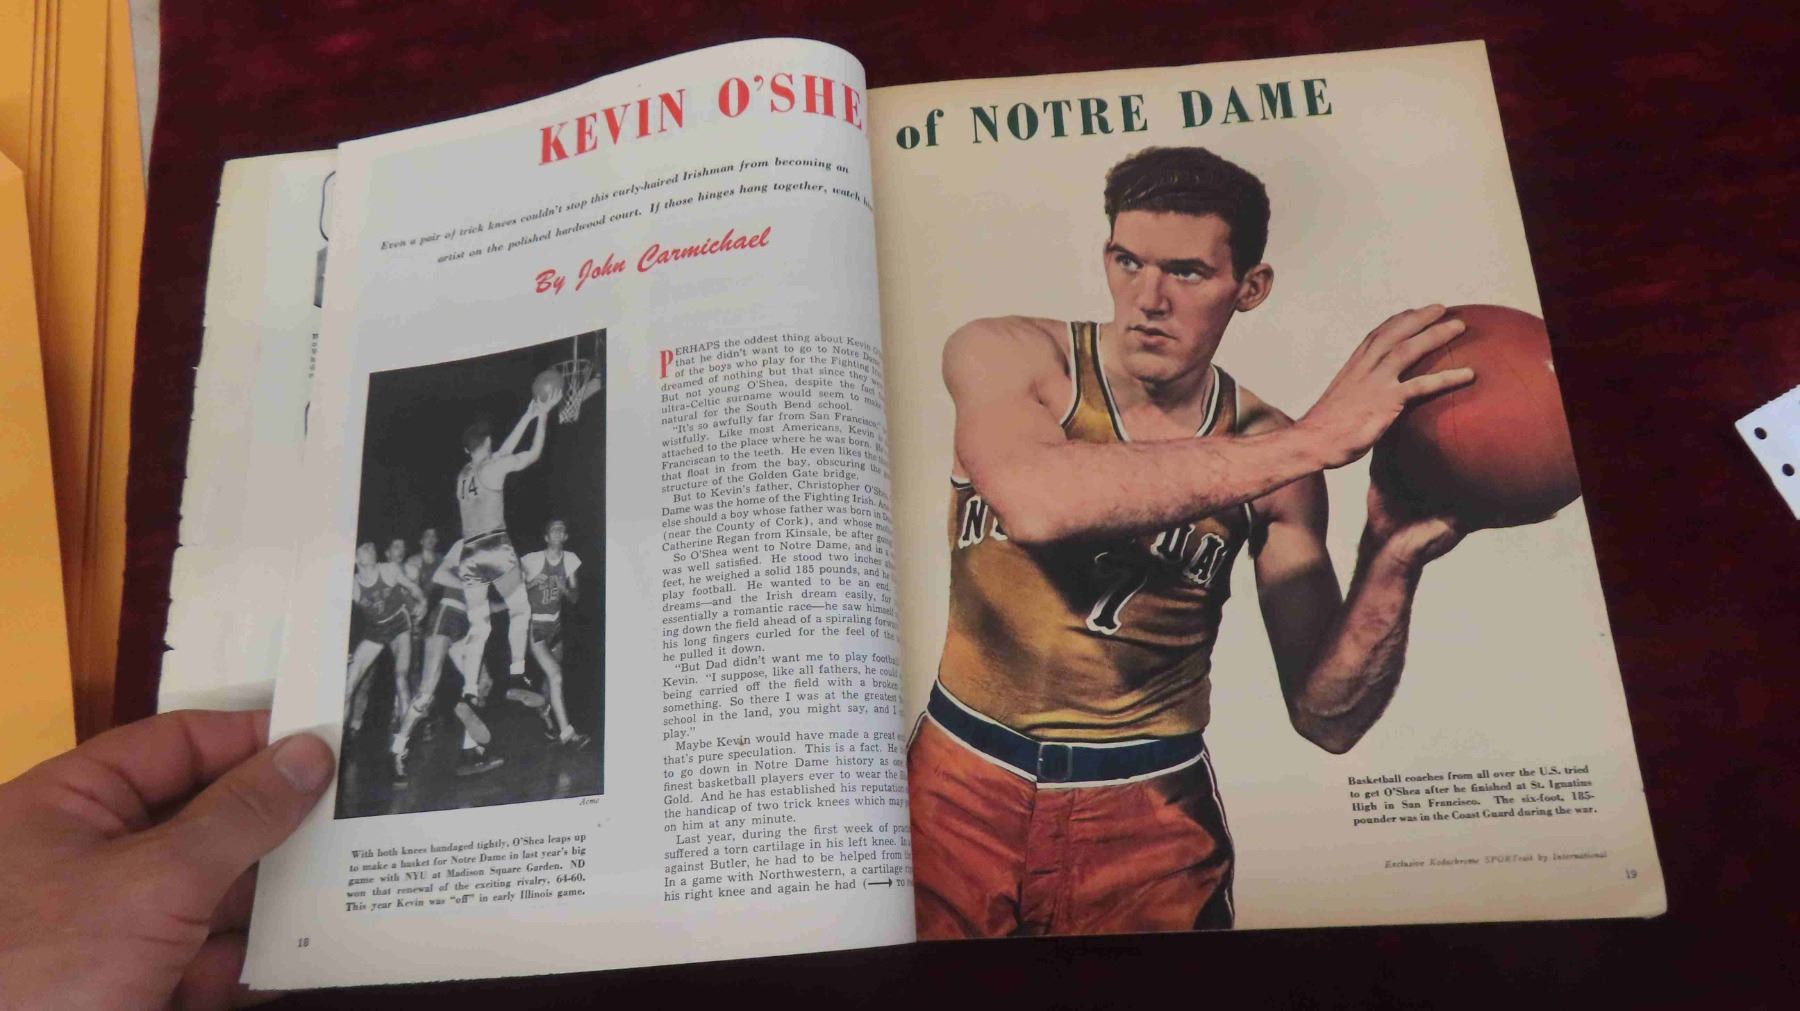 KEVIN O'SHE
of NOTRE DAME
Even a pair of trick knees couldn't stop this curly-haired Irishman from becoming an
artist on the polished hardwood court. If those hinges hang together, watch
By John Carmichael
14
Acme
With both knees bandaged tightly, O'Shea leaps up
to make a basket for Notre Dame in last year's big
game with NYU at Madison Square Garden. ND
won that renewal of the exciting rivalry, 64-60.
This year Kevin was "off" in early Illinois game.
18
PERHAPS the oddest thing about Kevin
that he didn't want to go to Notre
of the boys who play for the Fighting
dreamed of nothing but that since they
But not young O'Shea, despite the
ultra-Celtic surname would seem to make
natural for the South Bend school.
"It's so awfully far from San Francisco,"
wistfully. Like most Americans, Kevin
attached to the place where he was born.
Franciscan to the teeth. He even likes the
that float in from the bay, obscuring the
structure of the Golden Gate bridge.
But to Kevin's father, Christopher
Dame was the home of the Fighting Irish.
else should a boy whose father was born in
(near the County of Cork), and whose
Catherine Regan from Kinsale, be after
So O'Shea went to Notre Dame, and in a
was well satisfied. He stood two inches
feet, he weighed a solid 185 pounds, and he
play football. He wanted to be an end.
dreams—and the Irish dream easily, for
essentially a romantic race—he saw
ing down the field ahead of a spiraling
his long fingers curled for the feel of the
he pulled it down.
"But Dad didn't want me to play
Kevin. "I suppose, like all fathers, he
being carried off the field with a
something. So there I was at the greatest
school in the land, you might say, and I
play."
Maybe Kevin would have made a great
that's pure speculation. This is a fact. He
to go down in Notre Dame history as
finest basketball players ever to wear the
Gold. And he has established his
the handicap of two trick knees which may
on him at any minute.
Last year, during the first week of
suffered a torn cartilage in his left knee.
against Butler, he had to be helped from
In a game with Northwestern, a cartilage
his right knee and again he had (→ TO
7
Basketball coaches from all over the U.S. tried
to get O'Shea after he finished at St. Ignatius
High in San Francisco. The six-foot, 185-
pounder was in the Coast Guard during the war.
Exclusive Kodachrome SPORTrait by International
19